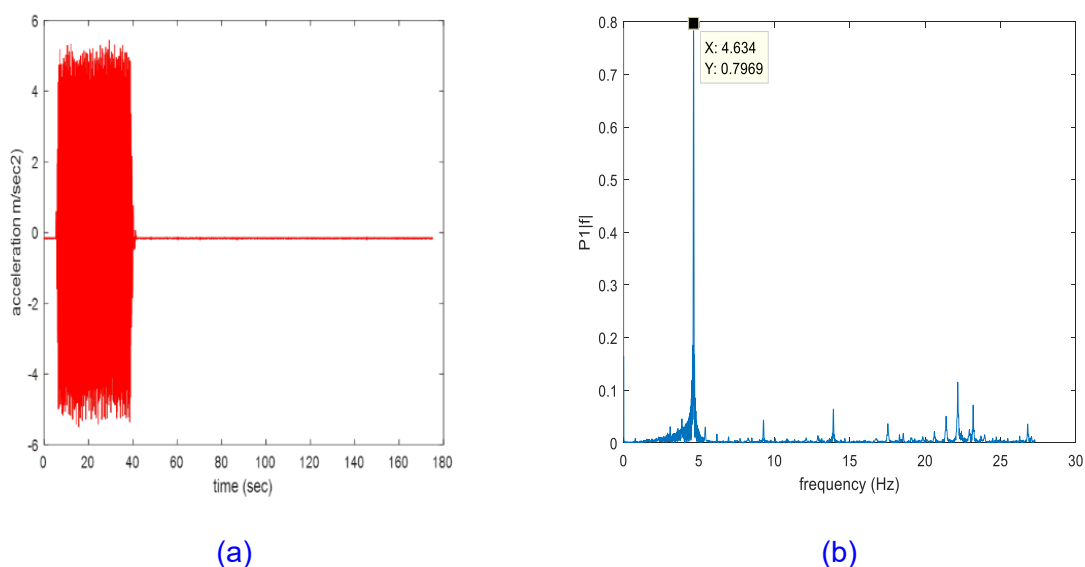 6
4
2
0
-2
-4
-6
acceleration m/sec2)
0 20 40 60 80 100 120 140 160 180
time (sec)
(a)
0.8
0.7
0.6
0.5
0.4
0.3
0.2
0.1
0
P1|f|
X: 4.634
Y: 0.7969
0 5 10 15 20 25 30
frequency (Hz)
(b)